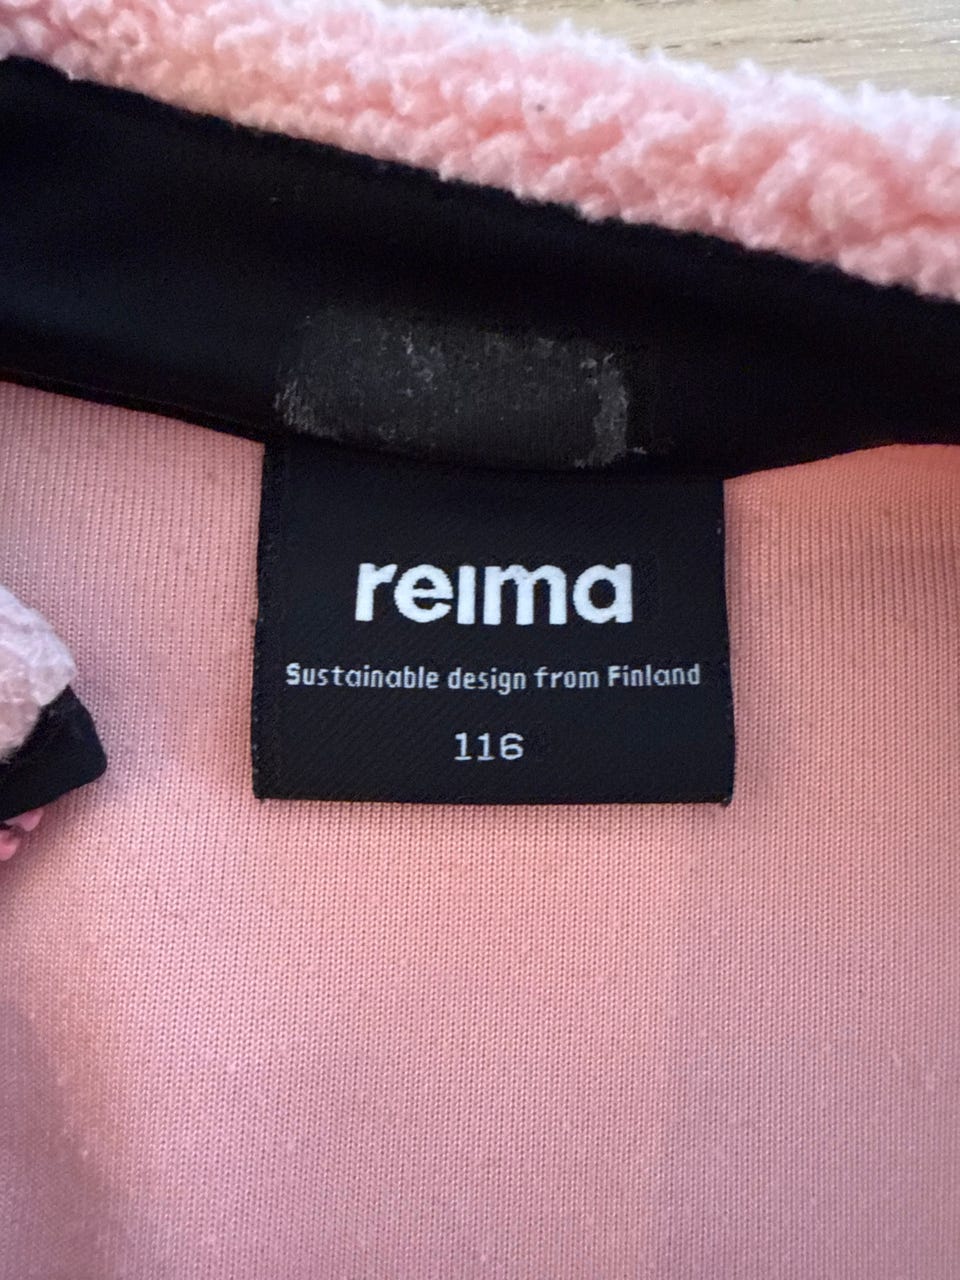 reima
Sustainable design from Finland
116